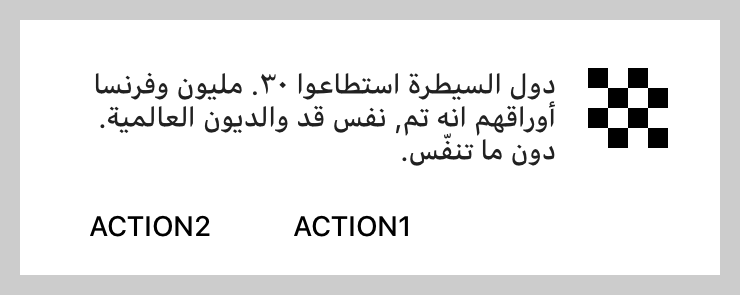 دول السيطرة استطاعوا ٣٠. مليون وفرنسا
أوراقهم انه تم, نفس قد والديون العالمية.
دون ما تنفّس.
ACTION1
ACTION2